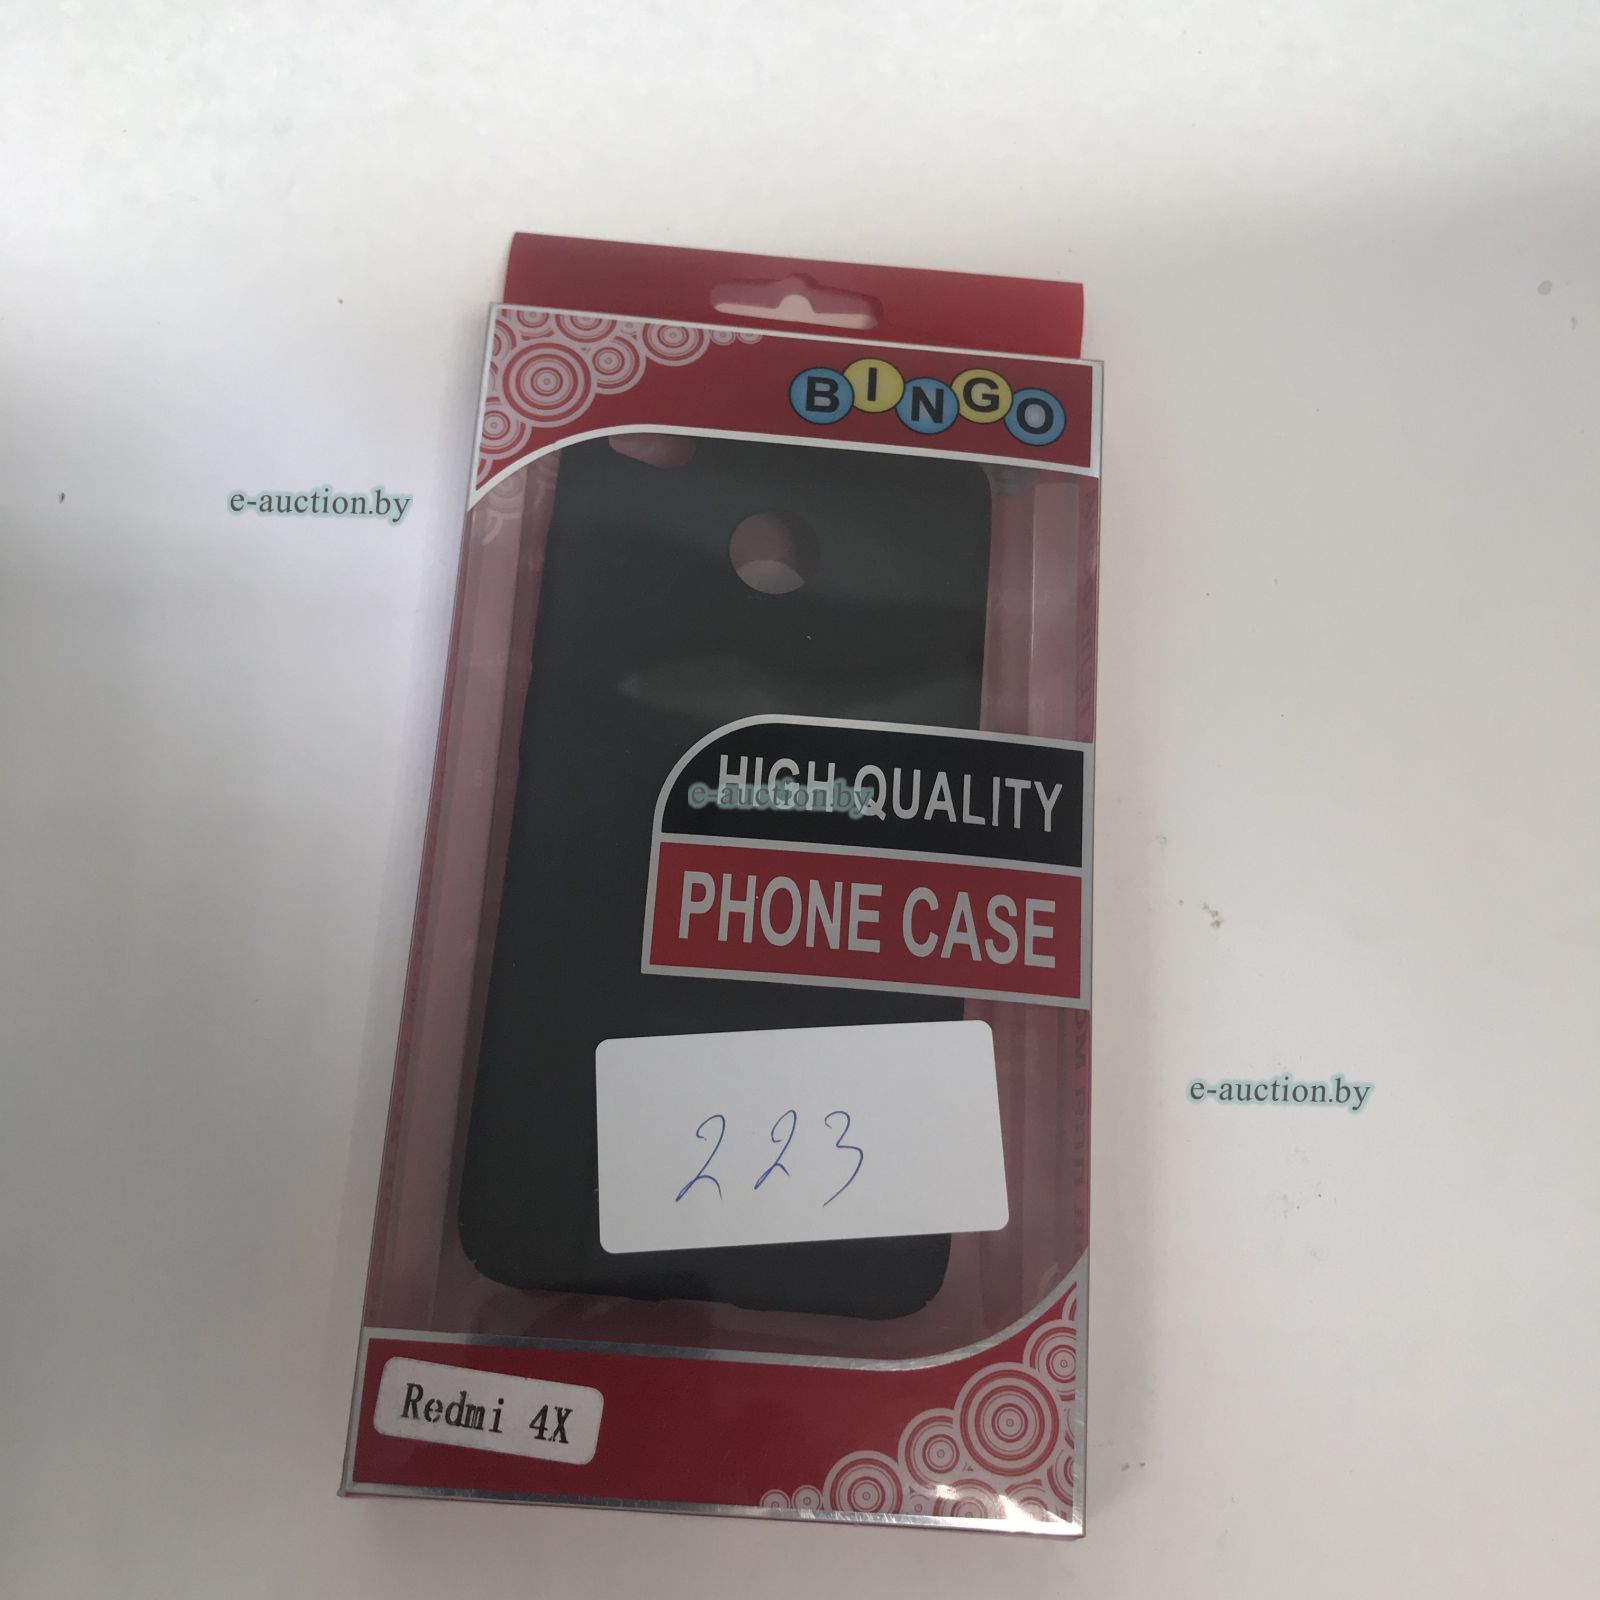 BINGO
e-auction.by
HIGH QUALITY
e-auction.by
PHONE CASE
e-auction.by
223
Redmi 4X